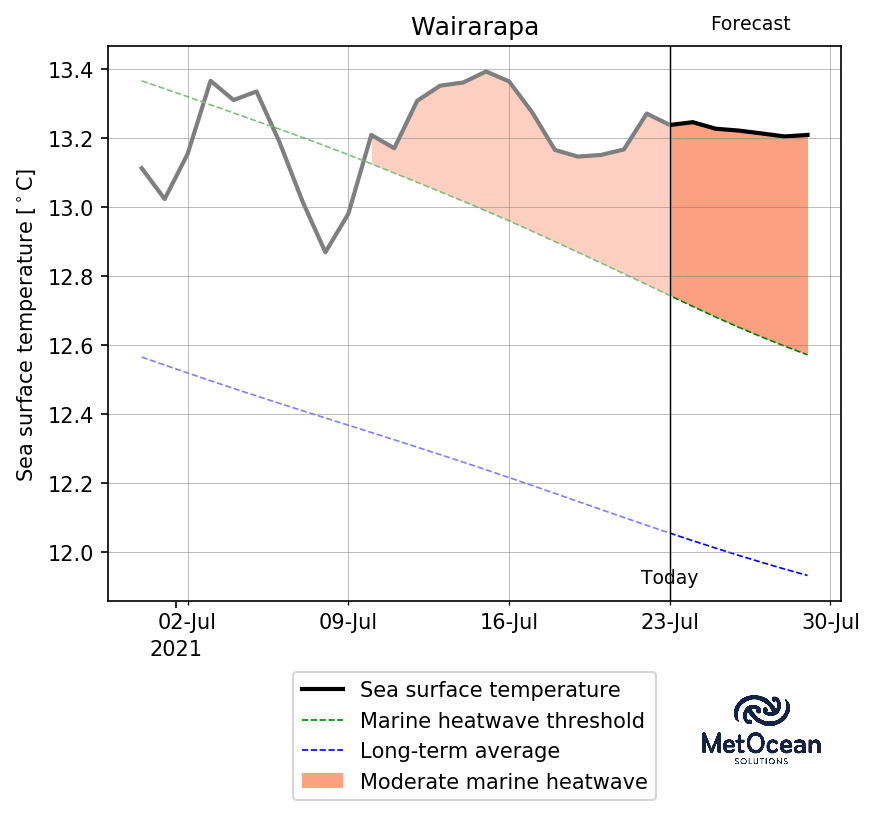 Wairarapa
Forecast
Sea surface temperature [°C]
13.4
13.2
13.0
12.8
12.6
12.4
12.2
12.0
Today
02-Jul
09-Jul
16-Jul
23-Jul
30-Jul
2021
Sea surface temperature
Marine heatwave threshold
Long-term average
Moderate marine heatwave
MetOcean
SOLUTIONS